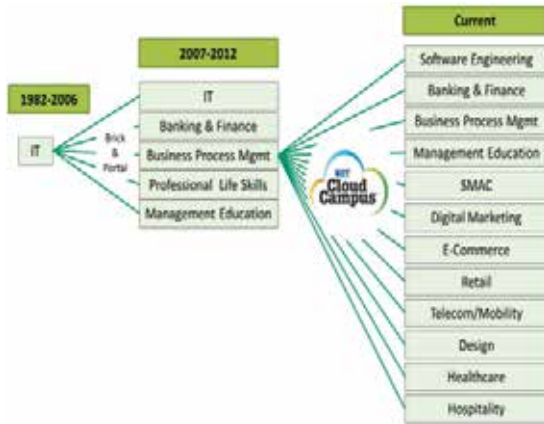 1982-2006
IT
Brick
&
Portal
2007-2012
IT
Banking & Finance
Business Process Mgmt
Professional Life Skills
Management Education
NIIT
Cloud
Campus
Current
Software Engineering
Banking & Finance
Business Process Mgmt
Management Education
SMAC
Digital Marketing
E-Commerce
Retail
Telecom/Mobility
Design
Healthcare
Hospitality